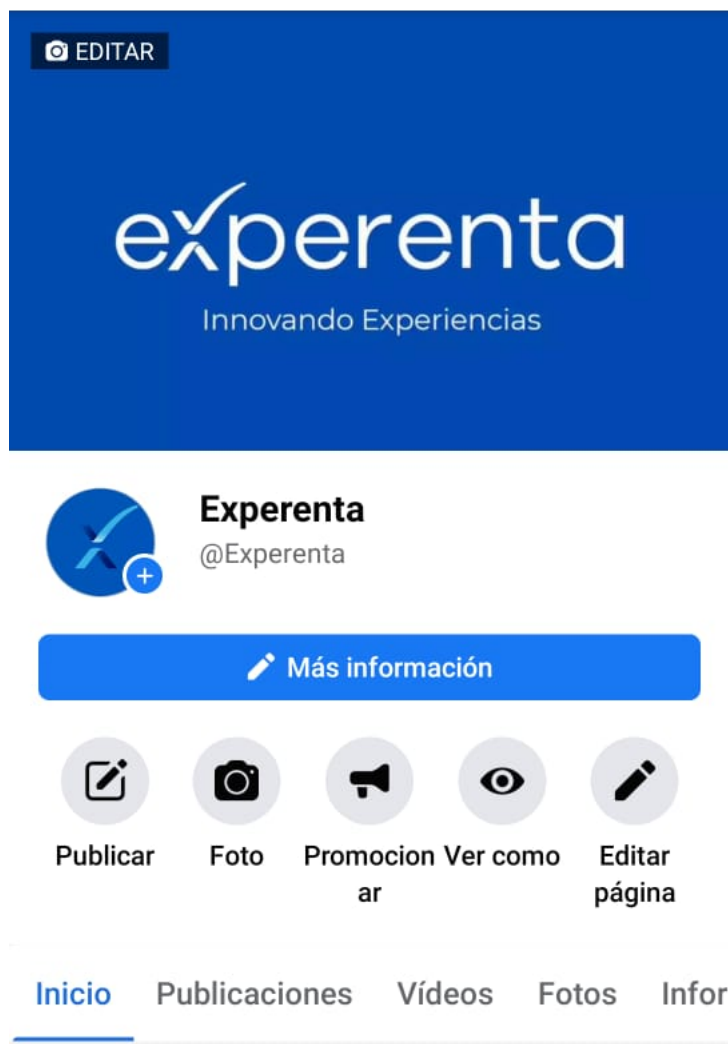 EDITAR
experenta
Innovando Experiencias
Experenta
@Experenta
Más información
Publicar
Foto
Promocion
ar
Ver como
Editar
página
Inicio Publicaciones Vídeos Fotos Infor